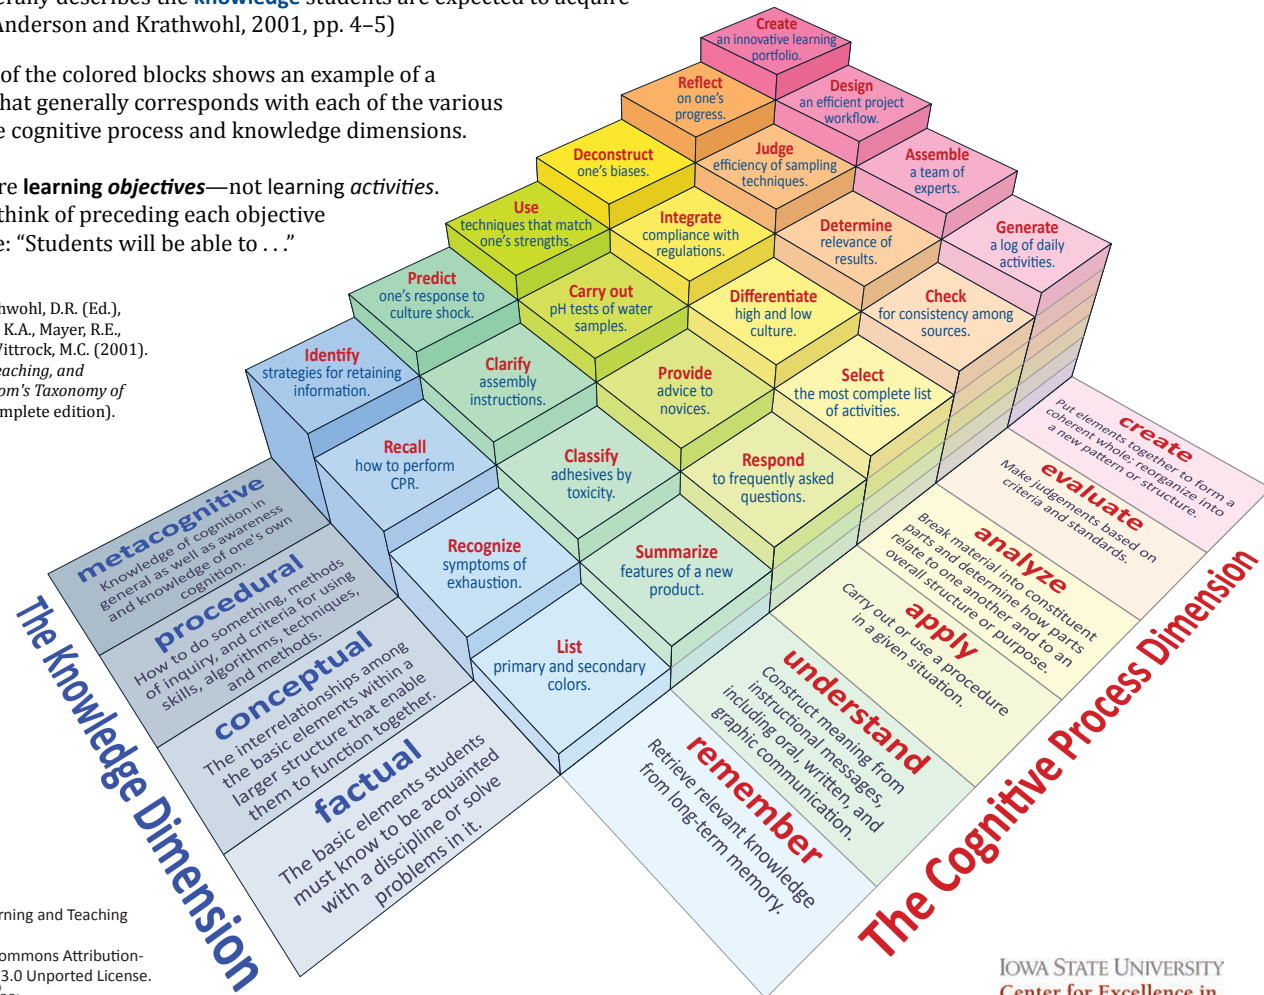 erally describes the knowledge students are expected to acquire
Anderson and Krathwohl, 2001, pp. 4–5)
of the colored blocks shows an example of a
hat generally corresponds with each of the various
e cognitive process and knowledge dimensions.
re learning objectives—not learning activities.
think of preceding each objective
e: “Students will be able to . . .”
hwohl, D.R. (Ed.),
K.A., Mayer, R.E.,
Wittrock, M.C. (2001).
eaching, and
om's Taxonomy of
mplete edition).
Create
an innovative learning
portfolio.
Reflect
on one's
progress.
Design
an efficient project
workflow.
Deconstruct
one's biases.
Judge
efficiency of sampling
techniques.
Assemble
a team of
experts.
Use
techniques that match
one's strengths.
Integrate
compliance with
regulations.
Determine
relevance of
results.
Generate
a log of daily
activities.
Predict
one's response to
culture shock.
Carry out
pH tests of water
samples.
Differentiate
high and low
culture.
Check
for consistency among
sources.
Identify
strategies for retaining
information.
Clarify
assembly
instructions.
Provide
advice to
novices.
Select
the most complete list
of activities.
Recall
how to perform
CPR.
Classify
adhesives by
toxicity.
Respond
to frequently asked
questions.
Recognize
symptoms of
exhaustion.
Summarize
features of a new
product.
List
primary and secondary
colors.
metacognitive
Knowledge of cognition in
general as well as awareness
and knowledge of one's own
cognition.
procedural
How to do something, methods
of inquiry, and criteria for using
skills, algorithms, techniques,
and methods.
conceptual
The interrelationships among
the basic elements within a
larger structure that enable
them to function together.
factual
The basic elements students
must know to be acquainted
with a discipline or solve
problems in it.
The Knowledge Dimension
create
Put elements together to form a
coherent whole; reorganize into
a new pattern or structure.
evaluate
Make judgements based on
criteria and standards.
analyze
Break material into constituent
parts and determine how parts
relate to one another and to an
overall structure or purpose.
apply
Carry out or use a procedure
in a given situation.
understand
Construct meaning from
instructional messages,
including oral, written, and
graphic communication.
remember
Retrieve relevant knowledge
from long-term memory.
The Cognitive Process Dimension
rning and Teaching
ommons Attribution-
3.0 Unported License.
IOWA STATE UNIVERSITY
Center for Excellence in